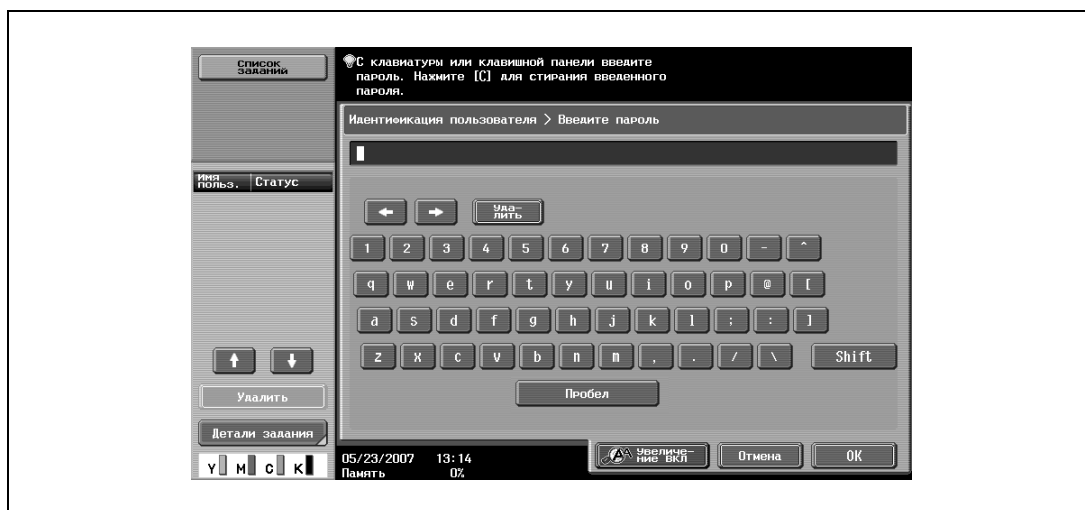 Список
заданий
С клавиатуры или клавишной панели введите
пароль. Нажмите [C] для стирания введенного
пароля.
Идентификация пользователя > Введите пароль
Имя
польз. Статус
← → Уда-
лить
1 2 3 4 5 6 7 8 9 0 - ^
q w e r t y u i o p @ [
a s d f g h j k l ; : ]
z x c v b n m , . / \ Shift
Пробел
Удалить
Детали задания
Y M C K
05/23/2007 13:14
Память 0%
Увеличе-
ние ВКЛ
Отмена
OK